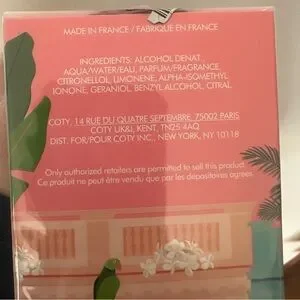 MADE IN FRANCE / FABRIQUÉ EN FRANCE
INGREDIENTS: ALCOHOL DENAT.,
AQUA/WATER/EAU, PARFUM/FRAGRANCE,
CITRONELLOL, LIMONENE, ALPHA-ISOMETHYL
IONONE, GERANIOL, BENZYL ALCOHOL, CITRAL.
COTY, 14 RUE DU QUATRE SEPTEMBRE, 75002 PARIS
COTY UK&I, KENT, TN25 4AQ
DIST. FOR/POUR COTY INC., NEW YORK, NY 10118
Only authorized retailers are permitted to sell this product.
Ce produit ne peut être vendu que par les dépositaires agréés.